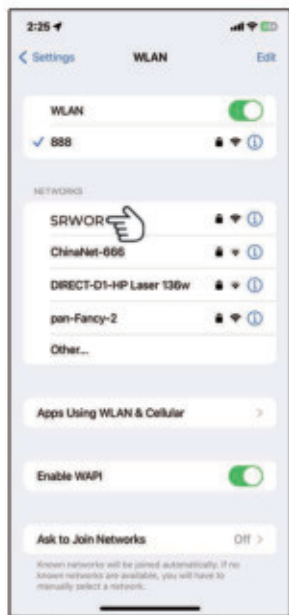 2:25
Settings
WLAN
Edit
WLAN
888
NETWORKS
SRWOR
ChinaNet-666
DIRECT-D1-HP Laser 136w
pan-Fancy-2
Other...
Apps Using WLAN & Cellular
Enable WAPI
Ask to Join Networks
Off
Known networks will be joined automatically. If no
known networks are available, you will have to
manually select a network.